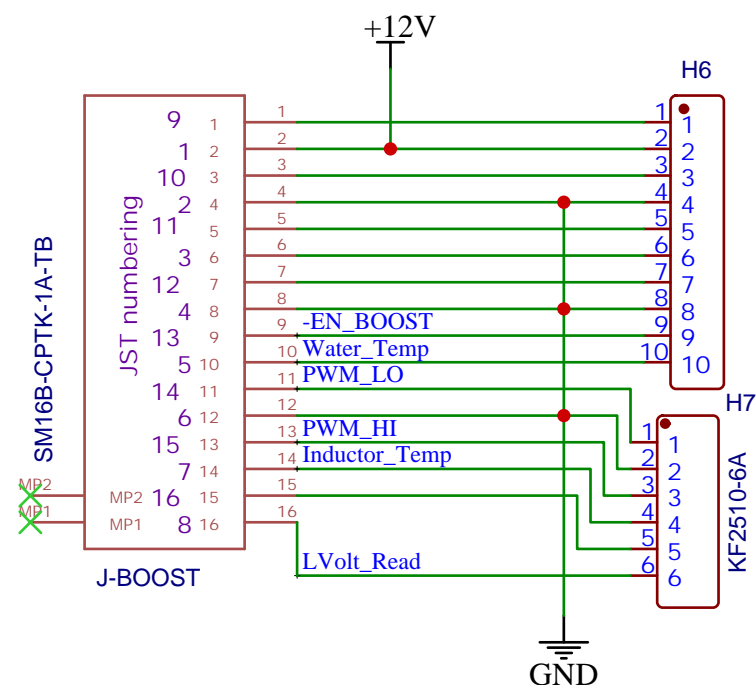 +12V
H6
SM16B-CPTK-1A-TB
JST numbering
9 1 1 1 1
1 2 2 2 2
10 3 3 3 3
2 4 4 4 4
11 5 5 5 5
3 6 6 6 6
12 7 7 7 7
4 8 8 8 8
13 9 9 -EN_BOOST 9 9
5 10 10 Water_Temp 10 10
14 11 11 PWM_LO
H7
6 12 12
15 13 13 PWM_HI 1 1
7 14 14 Inductor_Temp 2 2
MP2 MP2 16 15 15 3 3
MP1 MP1 8 16 16 4 4
5 5
LVolt_Read 6 6
KF2510-6A
J-BOOST
GND